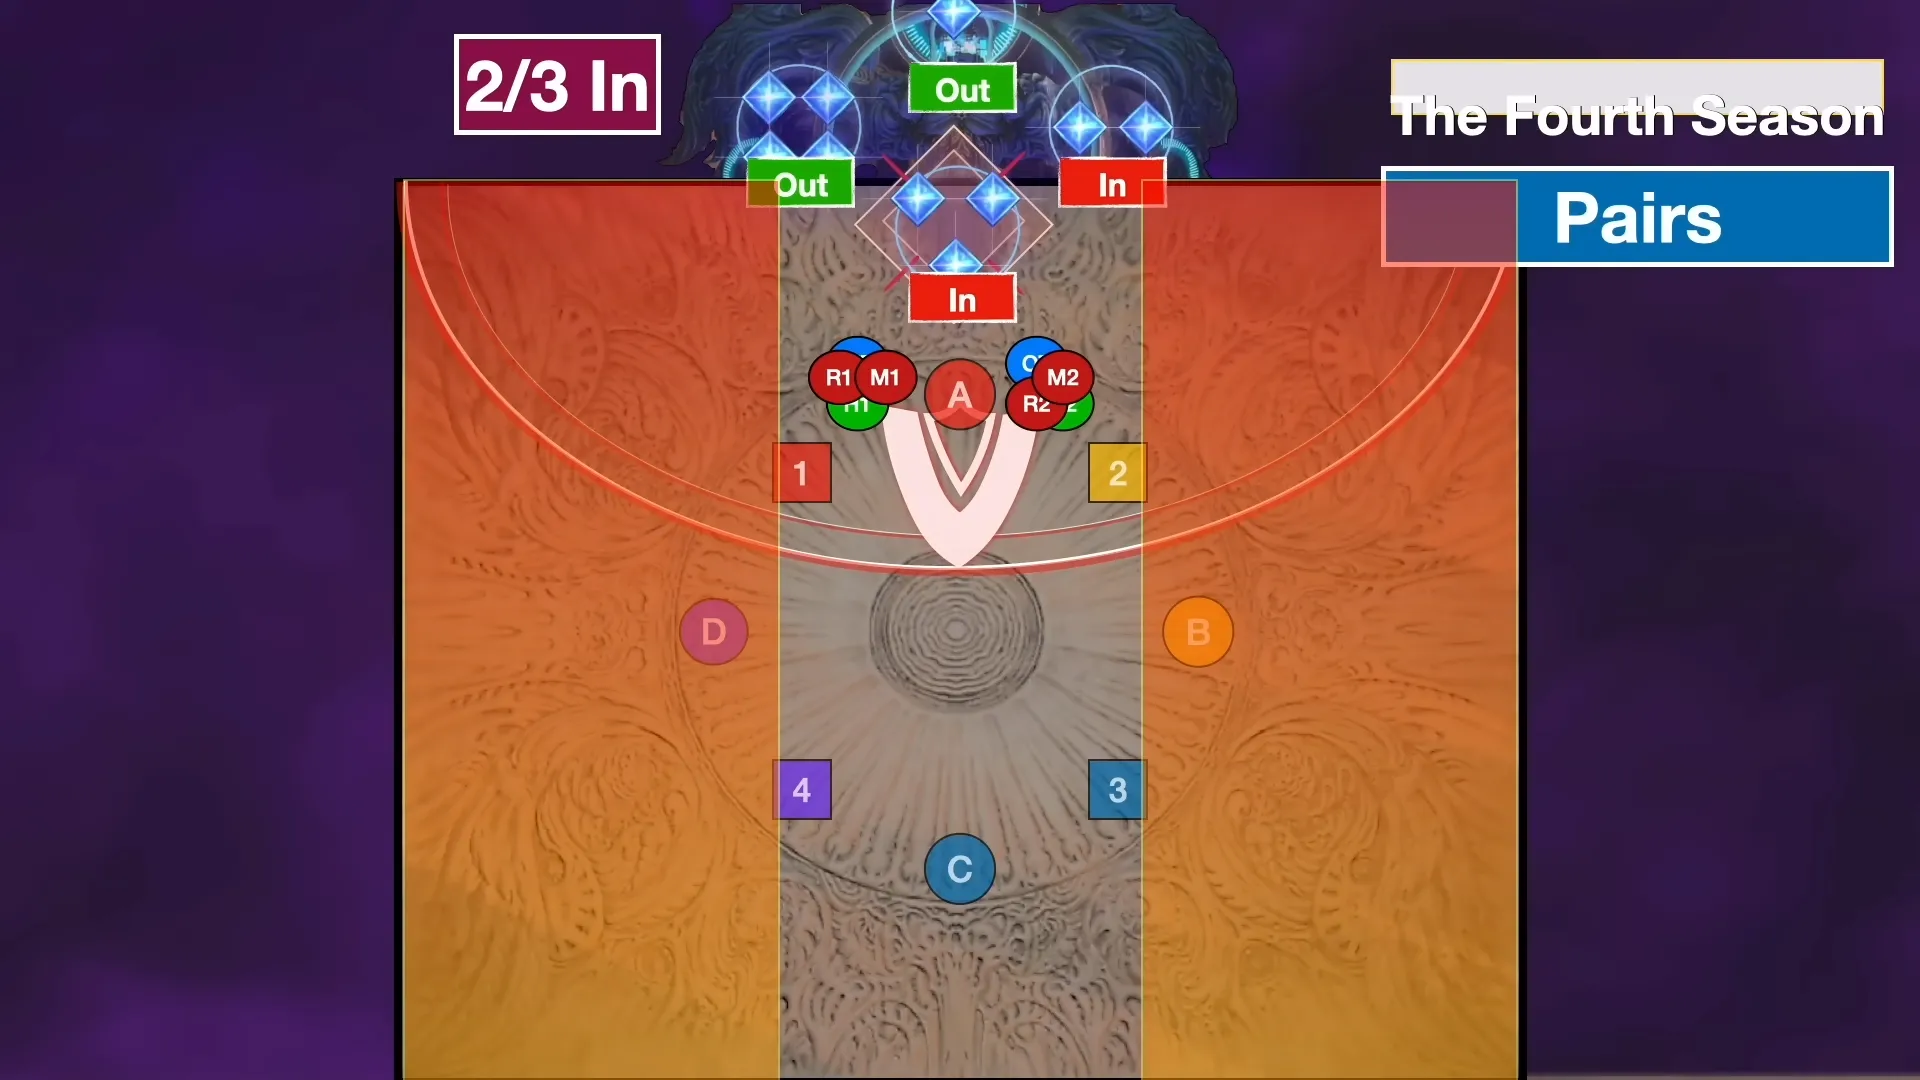 2/3 In
Out
The Fourth Season
Out
In
Pairs
In
R1
M1
A
M2
R2
1
2
D
B
4
3
C